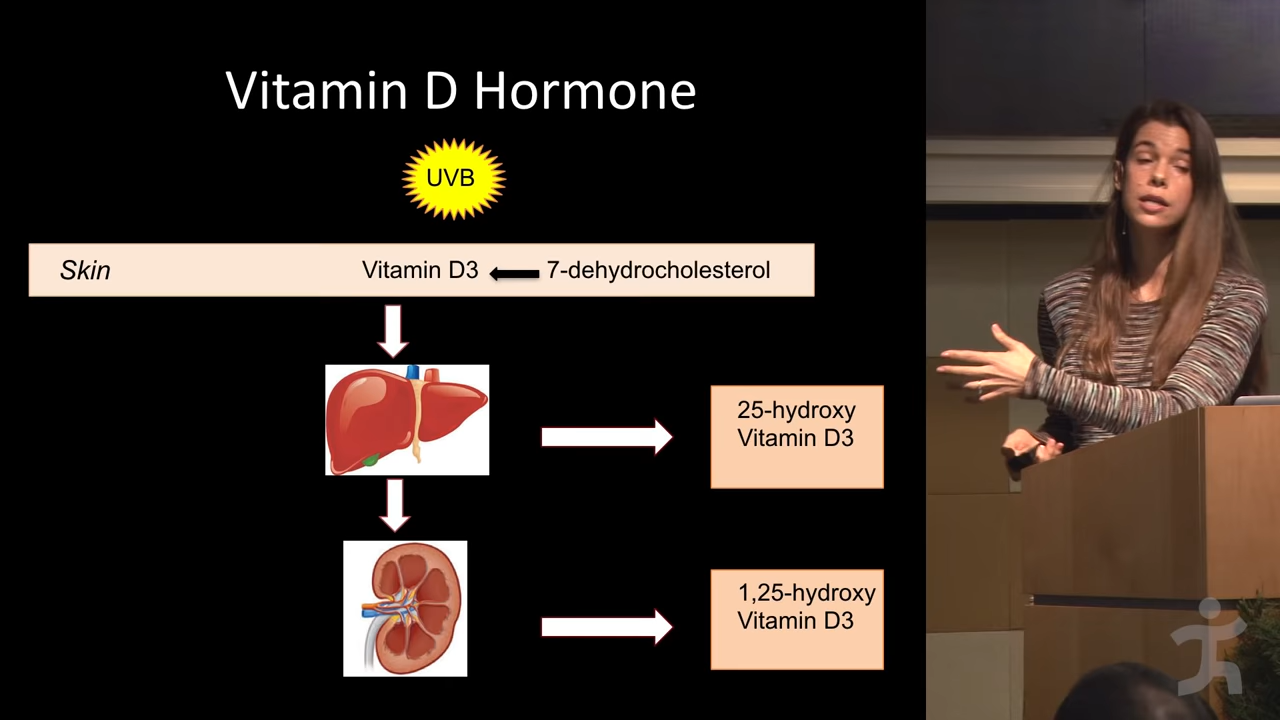 Vitamin D Hormone
UVB
Skin Vitamin D3 7-dehydrocholesterol
25-hydroxy
Vitamin D3
1,25-hydroxy
Vitamin D3